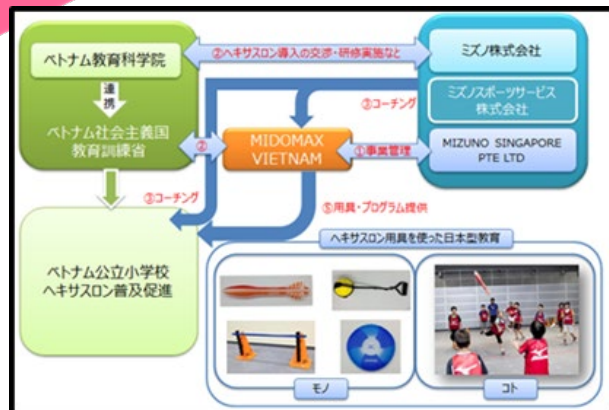 ベトナム教育科学院
連携
ベトナム社会主義国
教育訓練省
②ヘキサスロン導入の交渉・研修実施など
ミズノ株式会社
ミズノスポーツサービス
株式会社
MIZUNO SINGAPORE
PTE LTD
③コーチング
②
MIDOMAX
VIETNAM
①事業管理
③コーチング
⑤用具・プログラム提供
ベトナム公立小学校
ヘキサスロン普及促進
ヘキサスロン用具を使った日本型教育
モノ
コト